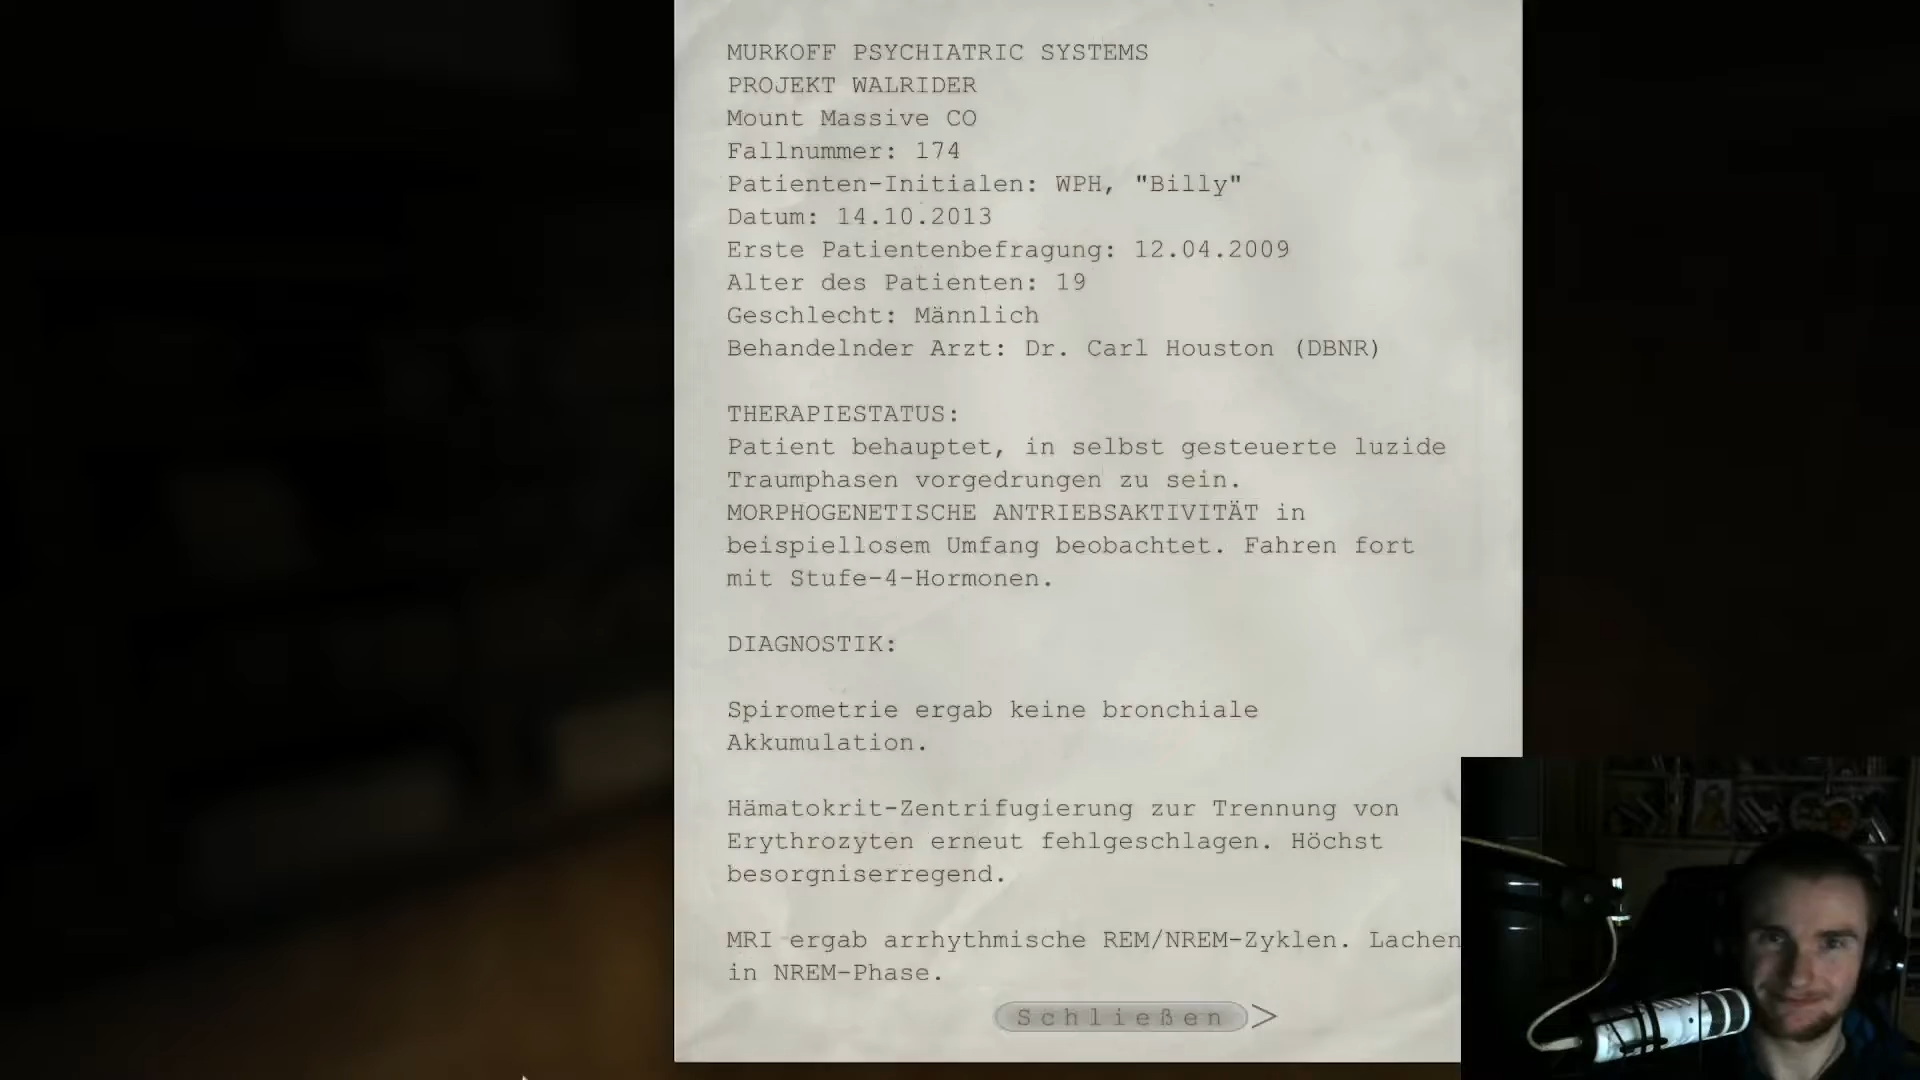 MURKOFF PSYCHIATRIC SYSTEMS
PROJEKT WALRIDER
Mount Massive CO
Fallnummer: 174
Patienten-Initialen: WPH, "Billy"
Datum: 14.10.2013
Erste Patientenbefragung: 12.04.2009
Alter des Patienten: 19
Geschlecht: Männlich
Behandelnder Arzt: Dr. Carl Houston (DBNR)
THERAPIESTATUS:
Patient behauptet, in selbst gesteuerte luzide
Traumphasen vorgedrungen zu sein.
MORPHOGENETISCHE ANTRIEBSAKTIVITÄT in
beispiellosem Umfang beobachtet. Fahren fort
mit Stufe-4-Hormonen.
DIAGNOSTIK:
Spirometrie ergab keine bronchiale
Akkumulation.
Hämatokrit-Zentrifugierung zur Trennung von
Erythrozyten erneut fehlgeschlagen. Höchst
besorgniserregend.
MRI ergab arrhythmische REM/NREM-Zyklen. Lachen
in NREM-Phase.
Schließen >